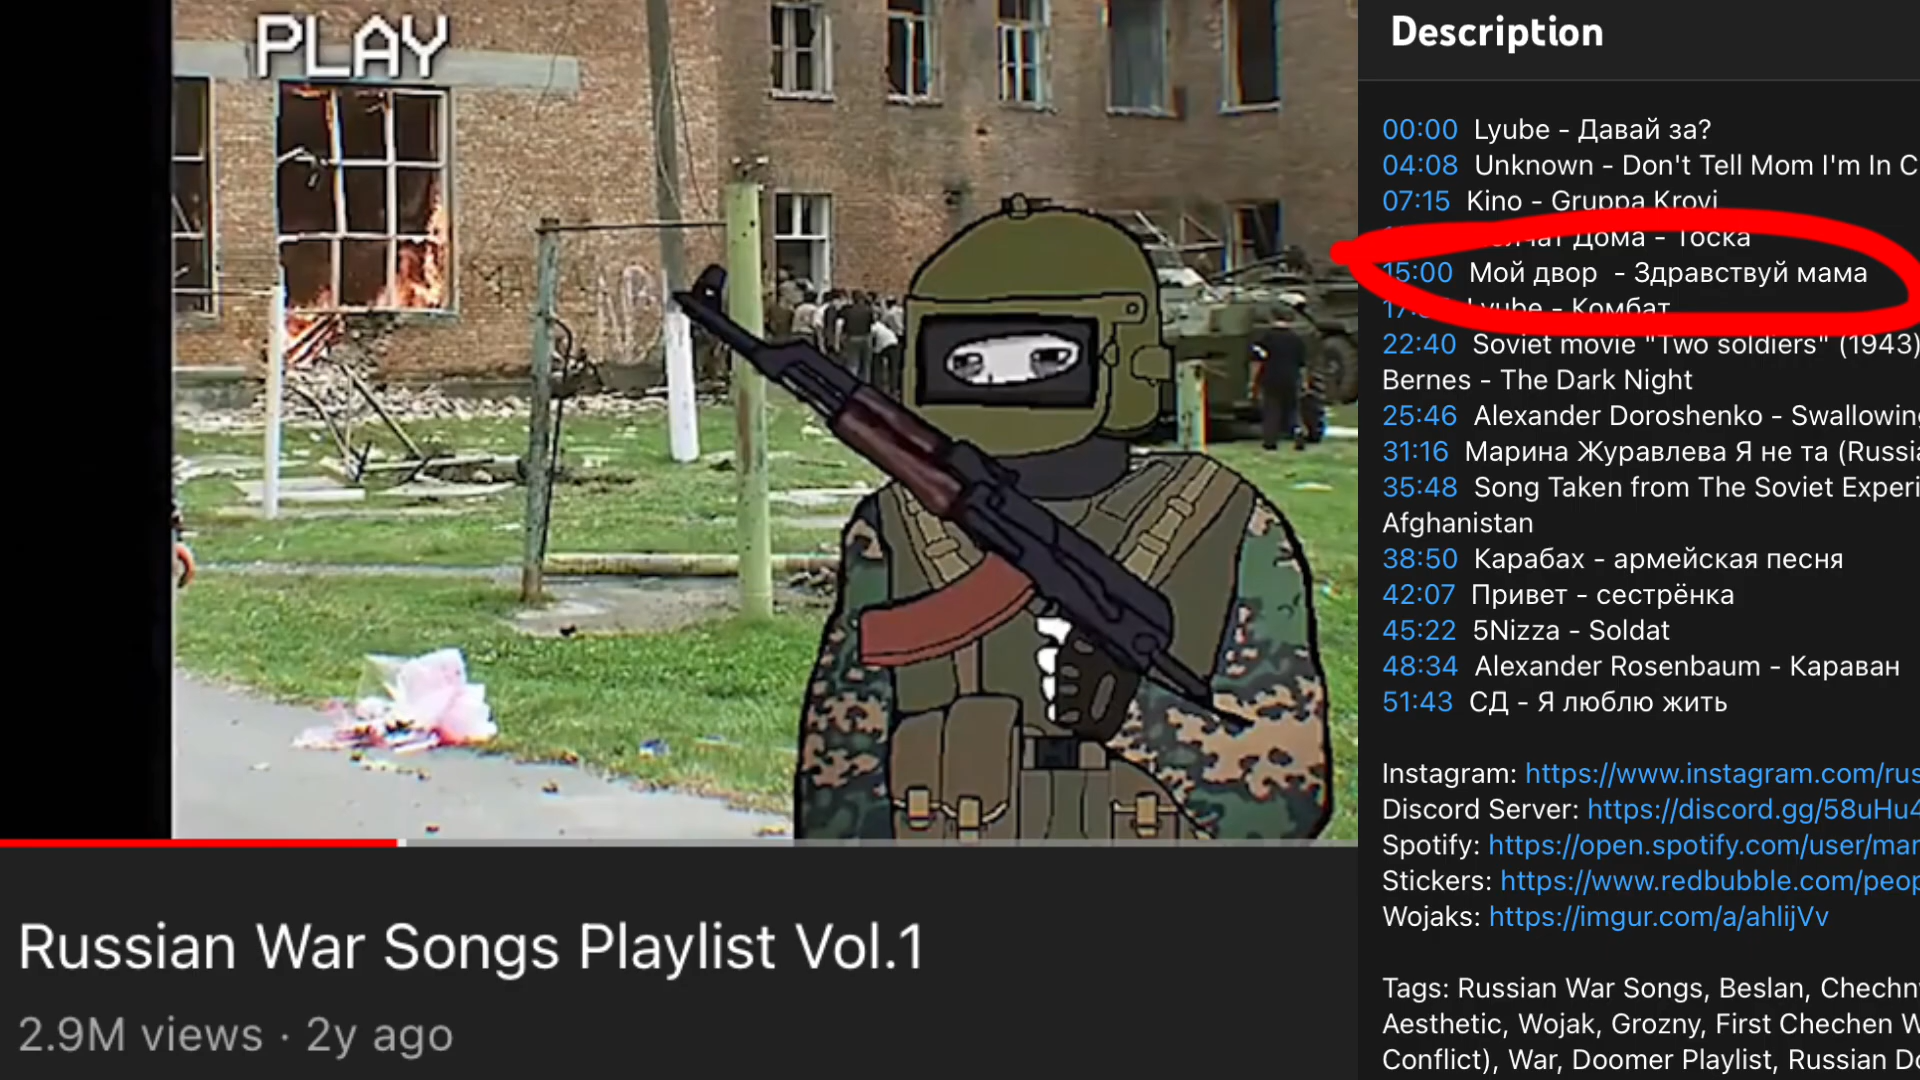 PLAY
Russian War Songs Playlist Vol.1
2.9M views · 2y ago
Description
00:00 Lyube - Давай за?
04:08 Unknown - Don't Tell Mom I'm In C
07:15 Kino - Gruppa Krovi
Дома - Тоска
15:00 Мой двор - Здравствуй мама
Lyube - Комбат
22:40 Soviet movie "Two soldiers" (1943)
Bernes - The Dark Night
25:46 Alexander Doroshenko - Swallowing
31:16 Марина Журавлева Я не та (Russia
35:48 Song Taken from The Soviet Experi
Afghanistan
38:50 Карабах - армейская песня
42:07 Привет - сестрёнка
45:22 5Nizza - Soldat
48:34 Alexander Rosenbaum - Караван
51:43 СД - Я люблю жить
Instagram: https://www.instagram.com/rus
Discord Server: https://discord.gg/58uHu4
Spotify: https://open.spotify.com/user/mar
Stickers: https://www.redbubble.com/peop
Wojaks: https://imgur.com/a/ahlijVv
Tags: Russian War Songs, Beslan, Chechny
Aesthetic, Wojak, Grozny, First Chechen W
Conflict), War, Doomer Playlist, Russian Do